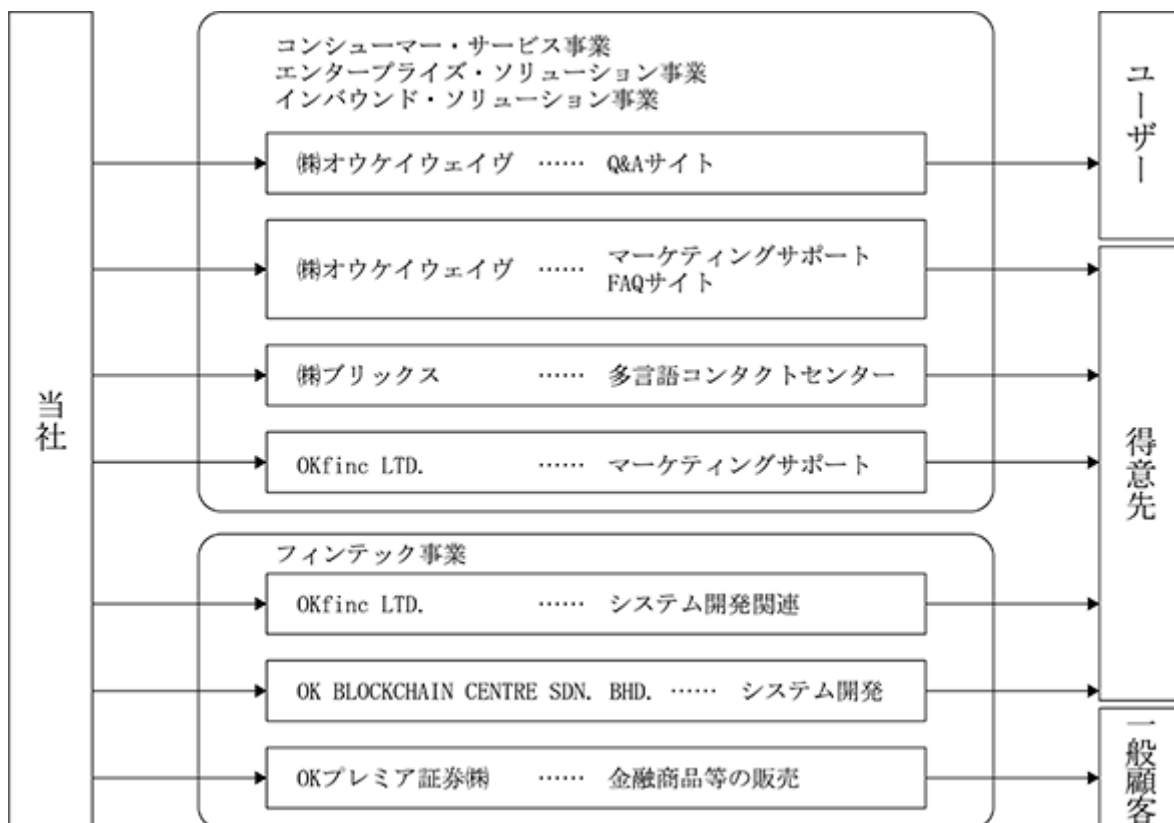 当社
コンシューマー・サービス事業
エンタープライズ・ソリューション事業
インバウンド・ソリューション事業
㈱オウケイウェイヴ …… Q&Aサイト
㈱オウケイウェイヴ …… マーケティングサポート
FAQサイト
㈱ブリックス …… 多言語コンタクトセンター
OKfinc LTD. …… マーケティングサポート
フィンテック事業
OKfinc LTD. …… システム開発関連
OK BLOCKCHAIN CENTRE SDN. BHD. …… システム開発
OKプレミア証券㈱ …… 金融商品等の販売
ユーザー
得意先
一般顧客